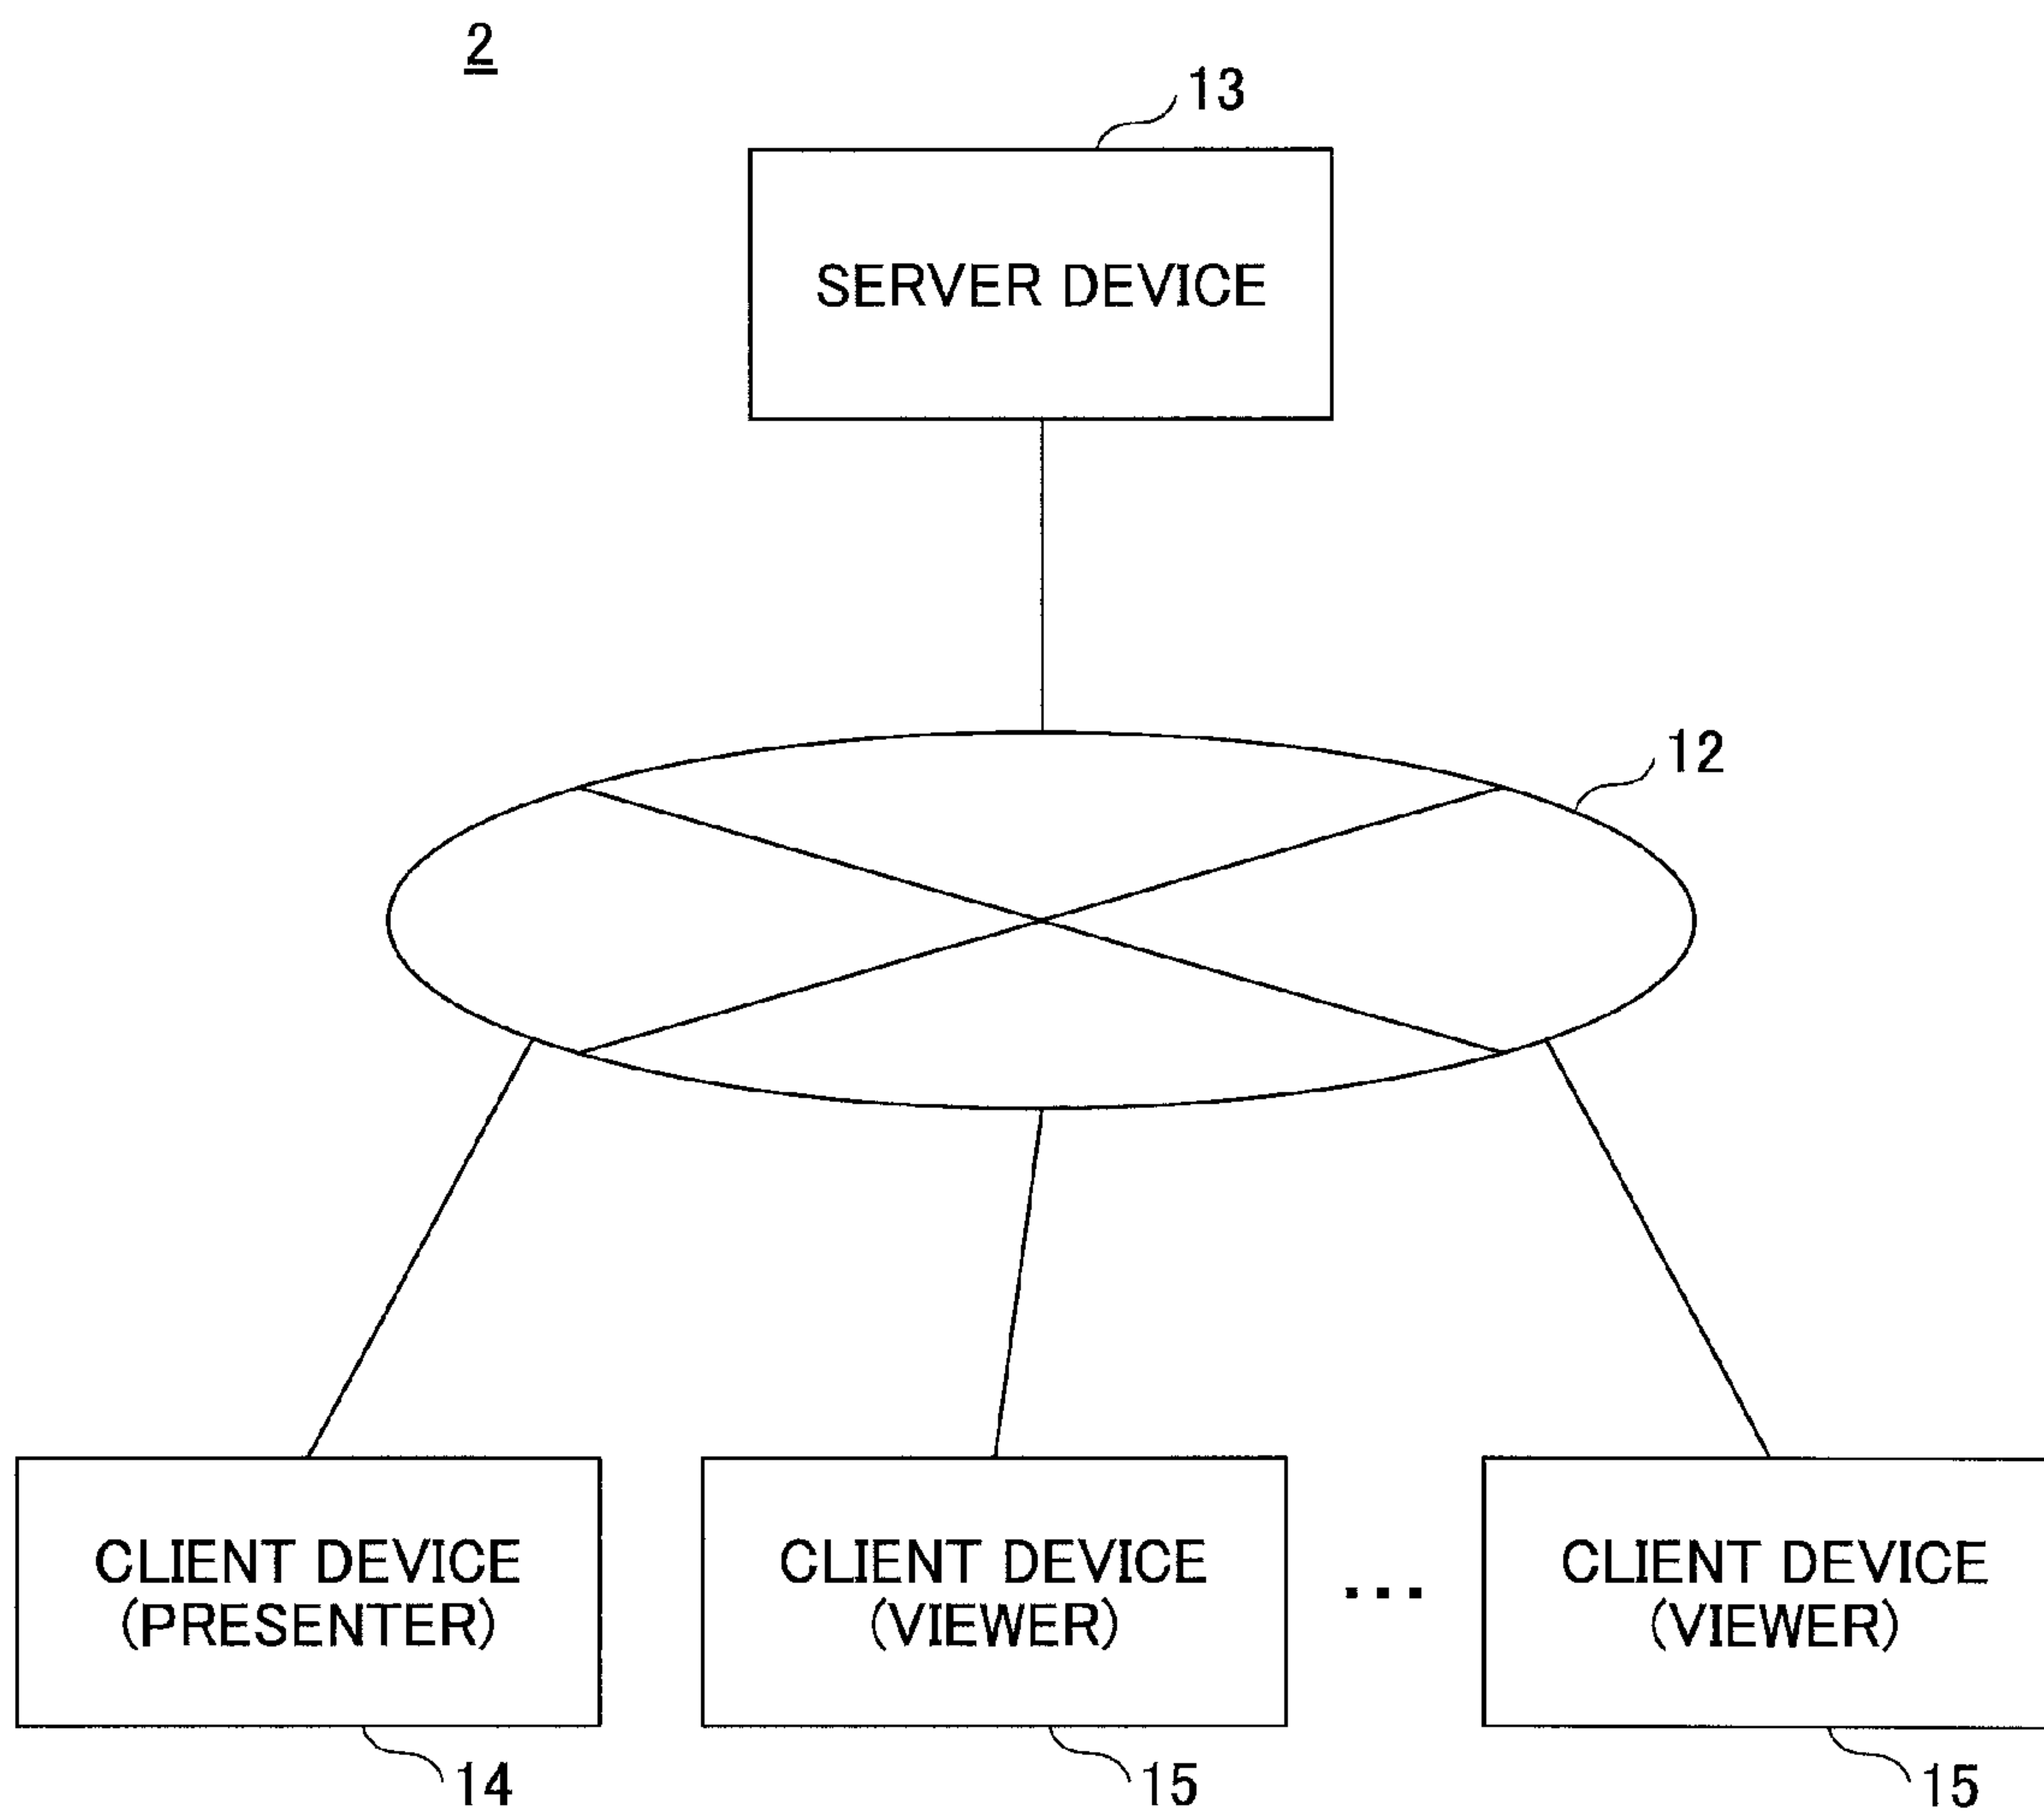 2
13
SERVER DEVICE
12
CLIENT DEVICE
(PRESENTER)
CLIENT DEVICE
(VIEWER)
...
CLIENT DEVICE
(VIEWER)
14
15
15